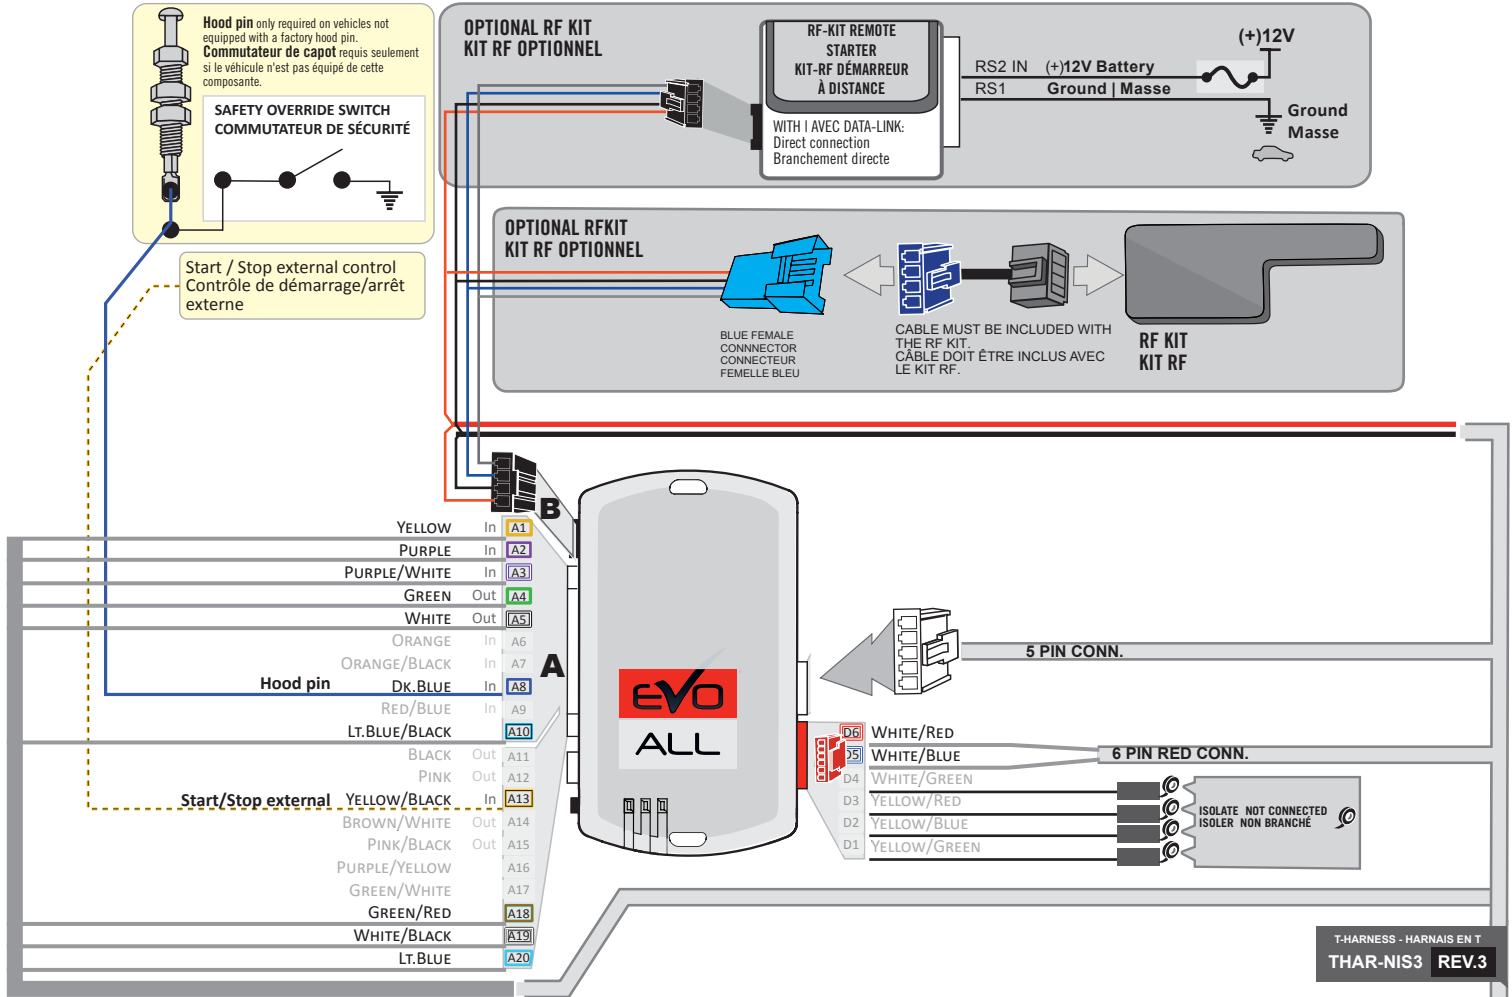 Hood pin only required on vehicles not
equipped with a factory hood pin.
Commutateur de capot requis seulement
si le véhicule n'est pas équipé de cette
composante.
SAFETY OVERRIDE SWITCH
COMMUTATEUR DE SÉCURITÉ
Start / Stop external control
Contrôle de démarrage/arrêt
externe
OPTIONAL RF KIT
KIT RF OPTIONNEL
RF-KIT REMOTE
STARTER
KIT-RF DÉMARREUR
À DISTANCE
WITH | AVEC DATA-LINK:
Direct connection
Branchement directe
RS2 IN (+)12V Battery
RS1 Ground | Masse
(+)12V
Ground
Masse
OPTIONAL RFKIT
KIT RF OPTIONNEL
BLUE FEMALE
CONNNECTOR
CONNECTEUR
FEMELLE BLEU
CABLE MUST BE INCLUDED WITH
THE RF KIT.
CÂBLE DOIT ÊTRE INCLUS AVEC
LE KIT RF.
RF KIT
KIT RF
B
A
YELLOW In A1
PURPLE In A2
PURPLE/WHITE In A3
GREEN Out A4
WHITE Out A5
ORANGE In A6
ORANGE/BLACK In A7
Hood pin DK.BLUE In A8
RED/BLUE In A9
LT.BLUE/BLACK A10
BLACK Out A11
PINK Out A12
Start/Stop external YELLOW/BLACK In A13
BROWN/WHITE Out A14
PINK/BLACK Out A15
PURPLE/YELLOW A16
GREEN/WHITE A17
GREEN/RED A18
WHITE/BLACK A19
LT.BLUE A20
EVO
ALL
5 PIN CONN.
D6 WHITE/RED
D5 WHITE/BLUE
D4 WHITE/GREEN
D3 YELLOW/RED
D2 YELLOW/BLUE
D1 YELLOW/GREEN
6 PIN RED CONN.
ISOLATE NOT CONNECTED
ISOLER NON BRANCHÉ
T-HARNESS - HARNAIS EN T
THAR-NIS3 REV.3